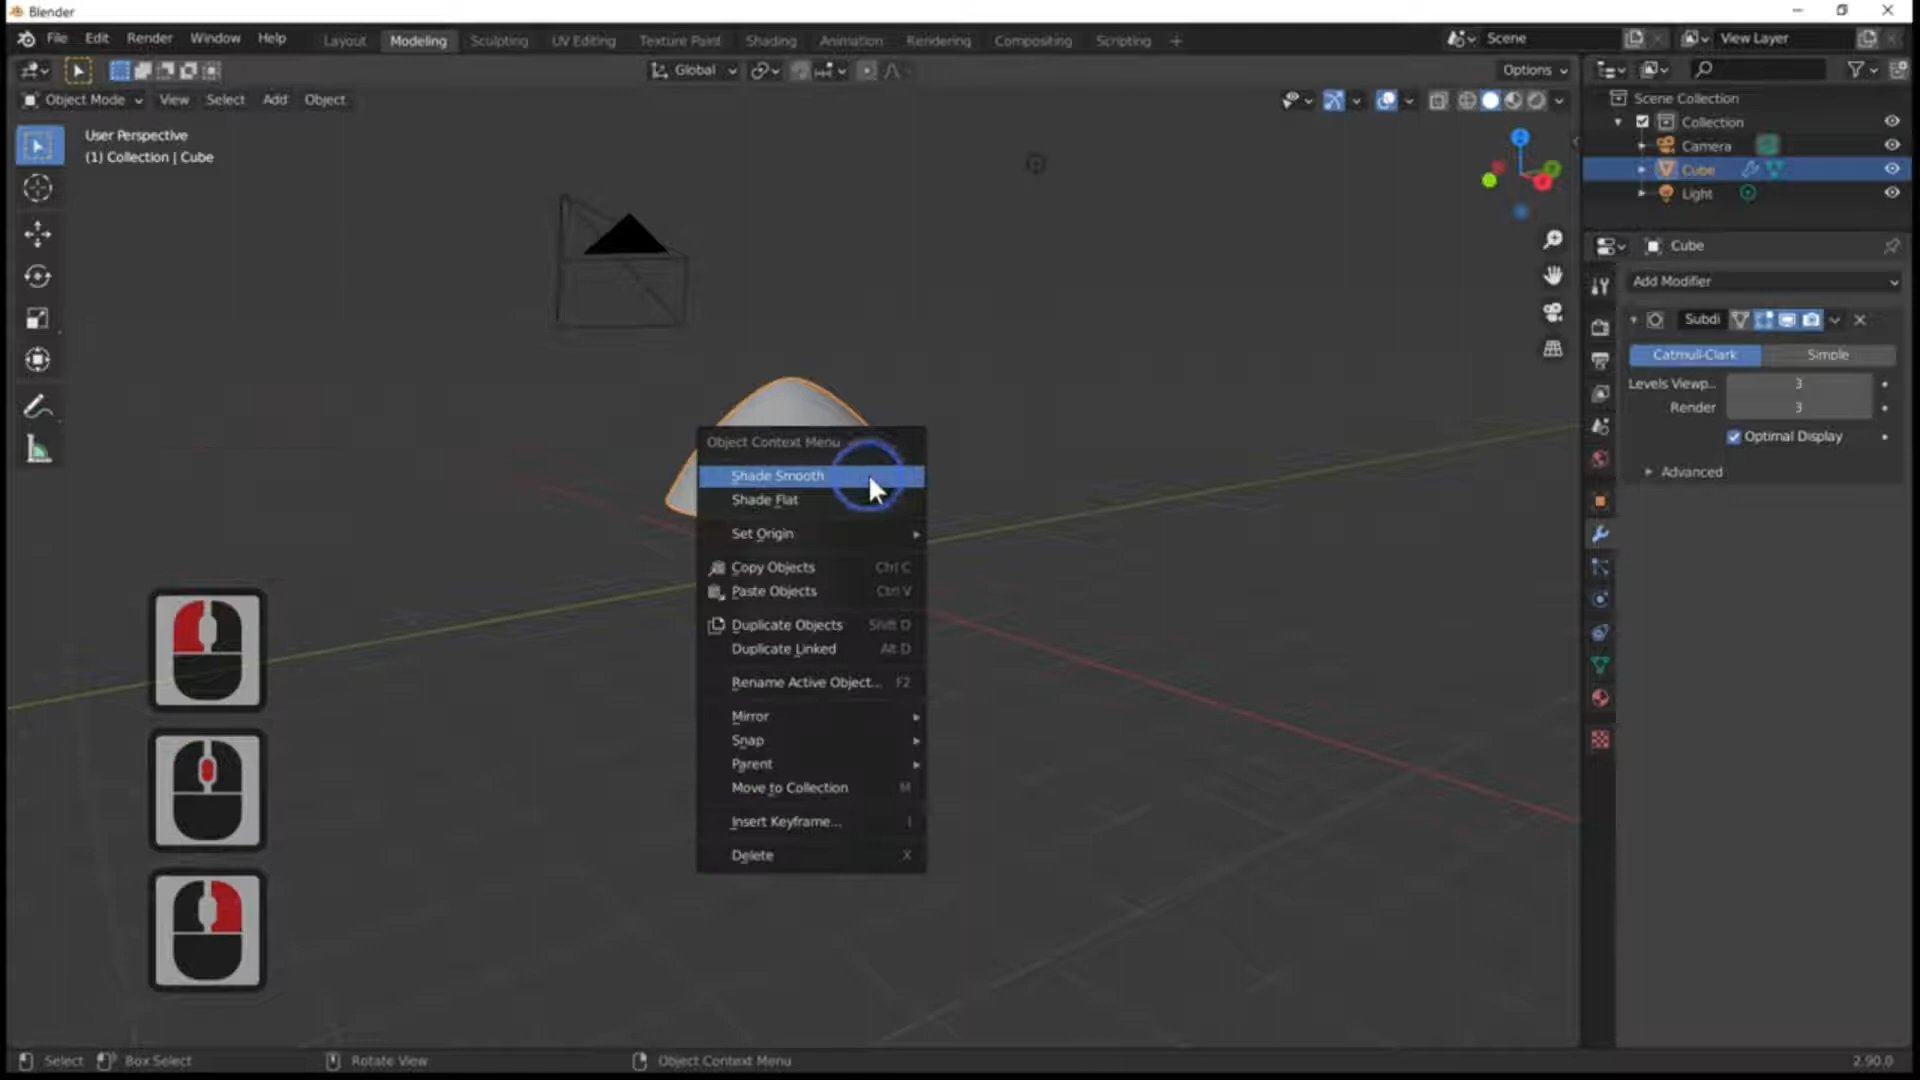 Blender
File Edit Render Window Help
Layout Modeling Sculpting UV Editing Texture Paint Shading Animation Rendering Compositing Scripting +
Scene
View Layer
Global
Options
Object Mode View Select Add Object
User Perspective
(1) Collection | Cube
Scene Collection
Collection
Camera
Cube
Light
Cube
Add Modifier
Subdi
Catmull-Clark Simple
Levels Viewp.. 3
Render 3
Optimal Display
Advanced
Object Context Menu
Shade Smooth
Shade Flat
Set Origin
Copy Objects Ctrl C
Paste Objects Ctrl V
Duplicate Objects Shift D
Duplicate Linked Alt D
Rename Active Object... F2
Mirror
Snap
Parent
Move to Collection M
Insert Keyframe... I
Delete X
Select Box Select Rotate View Object Context Menu
2.90.0